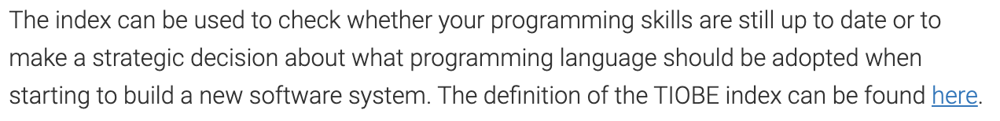 The index can be used to check whether your programming skills are still up to date or to
make a strategic decision about what programming language should be adopted when
starting to build a new software system. The definition of the TIOBE index can be found here.